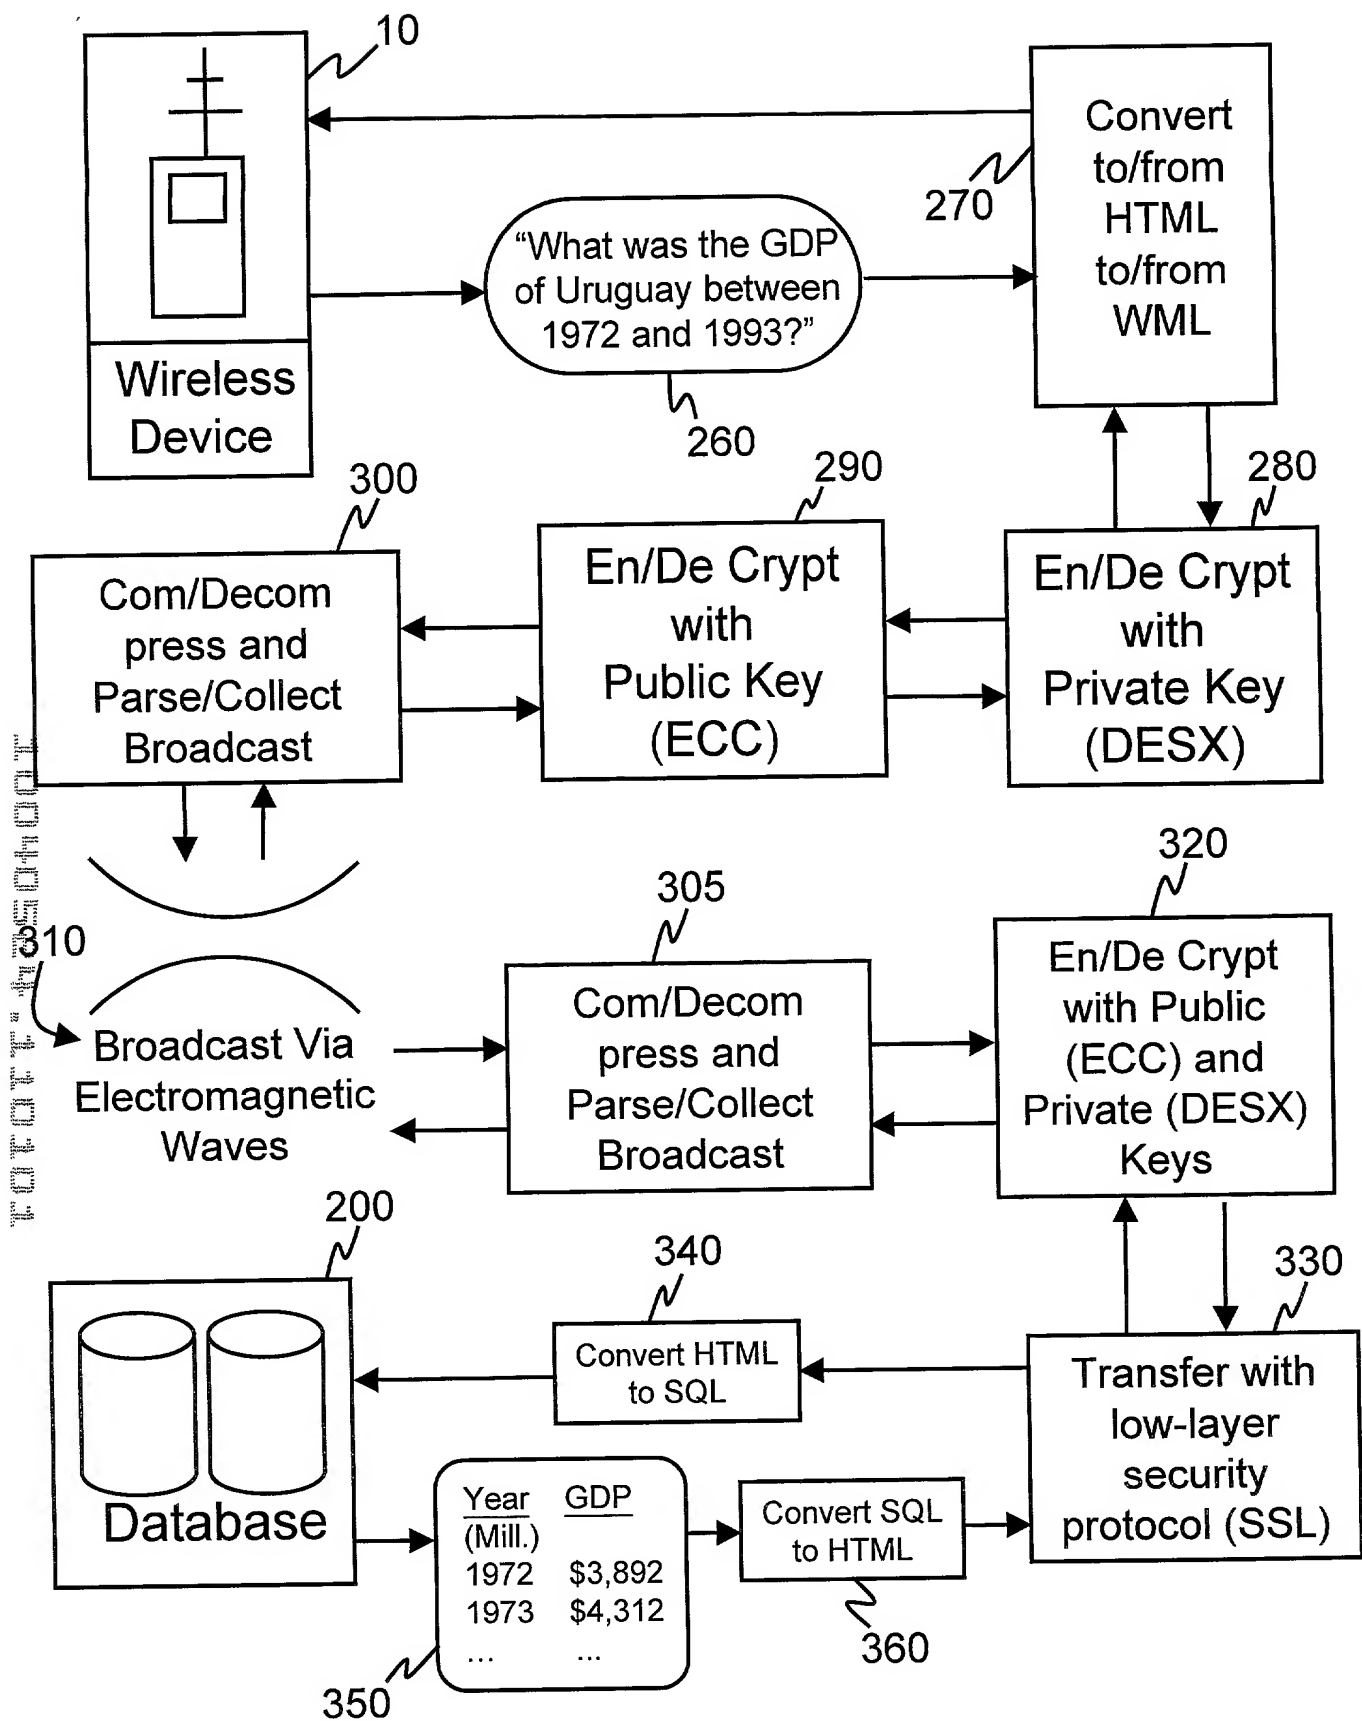 10
Convert
to/from
HTML
to/from
WML
270
“What was the GDP
of Uruguay between
1972 and 1993?”
260
Wireless
Device
300
290
280
Com/Decom
press and
Parse/Collect
Broadcast
En/De Crypt
with
Public Key
(ECC)
En/De Crypt
with
Private Key
(DESX)
310
Broadcast Via
Electromagnetic
Waves
305
Com/Decom
press and
Parse/Collect
Broadcast
320
En/De Crypt
with Public
(ECC) and
Private (DESX)
Keys
200
Database
340
Convert HTML
to SQL
330
Transfer with
low-layer
security
protocol (SSL)
Year GDP
(Mill.)
1972 $3,892
1973 $4,312
... ...
350
Convert SQL
to HTML
360